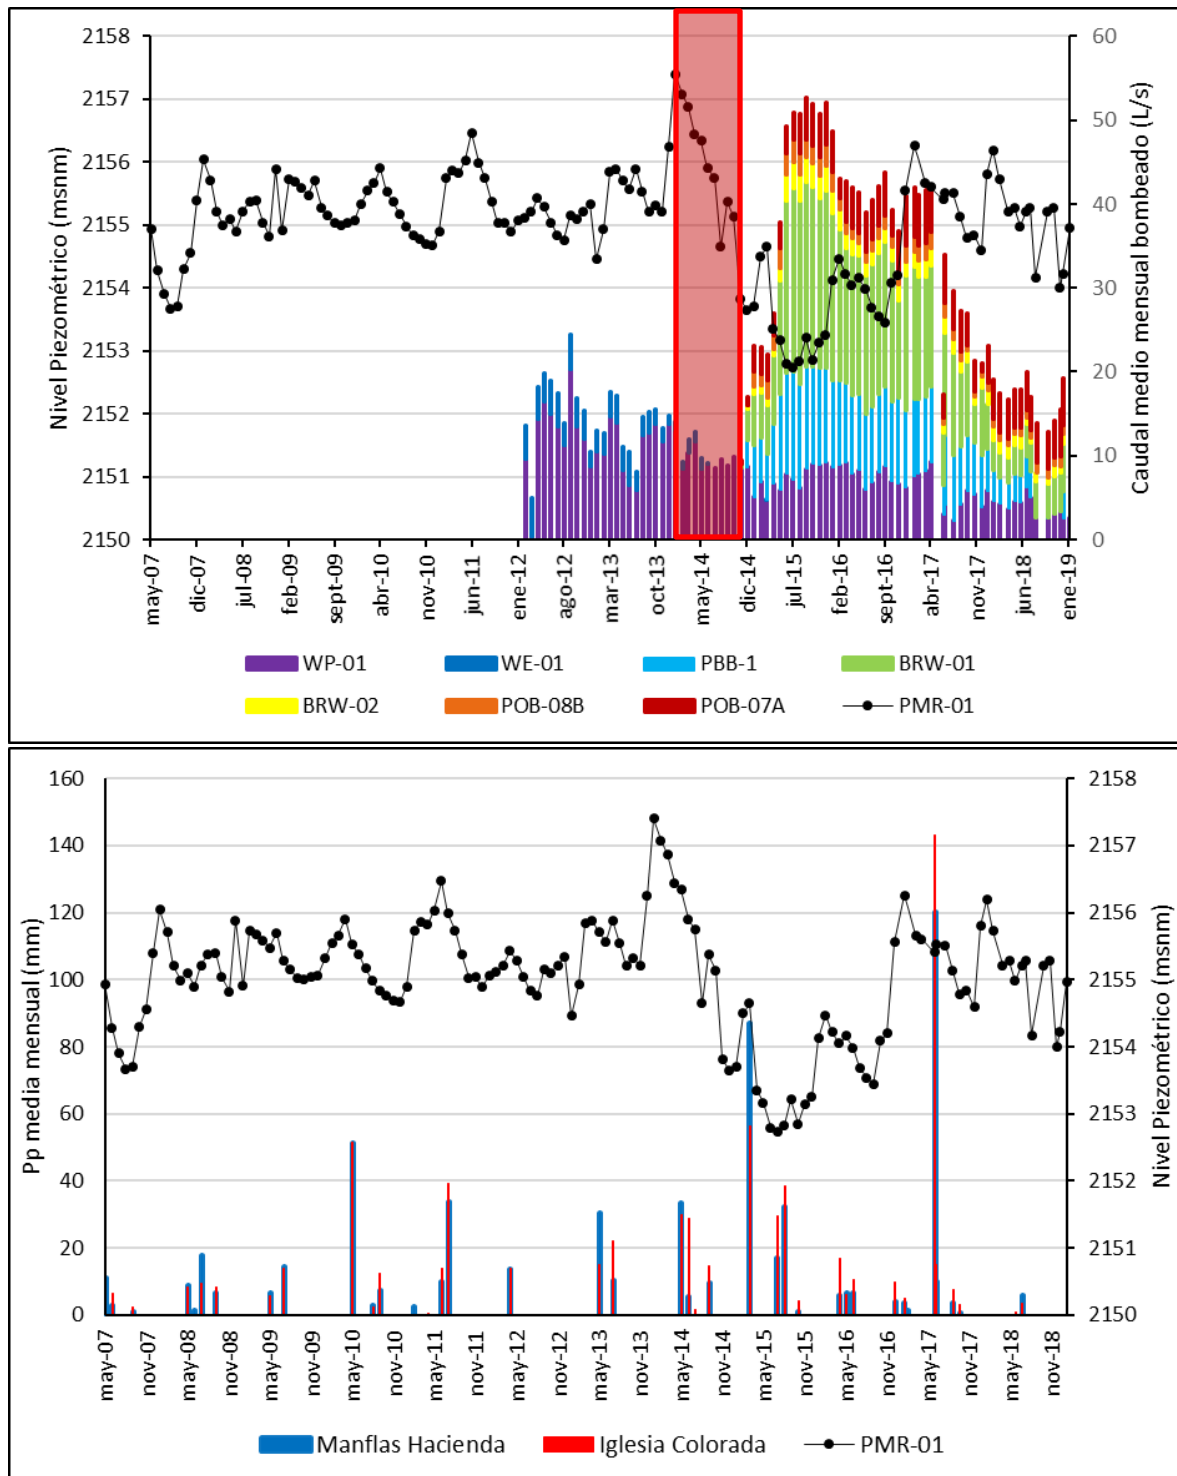 Nivel Piezométrico (msnm)
2158
2157
2156
2155
2154
2153
2152
2151
2150
60
50
40
30
20
10
0
Caudal medio mensual bombeado (L/s)
may-07
dic-07
jul-08
feb-09
sept-09
abr-10
nov-10
jun-11
ene-12
ago-12
mar-13
oct-13
may-14
dic-14
jul-15
feb-16
sept-16
abr-17
nov-17
jun-18
ene-19
WP-01 WE-01 PBB-1 BRW-01
BRW-02 POB-08B POB-07A PMR-01
Pp media mensual (mm)
160
140
120
100
80
60
40
20
0
2158
2157
2156
2155
2154
2153
2152
2151
2150
Nivel Piezométrico (msnm)
may-07
nov-07
may-08
nov-08
may-09
nov-09
may-10
nov-10
may-11
nov-11
may-12
nov-12
may-13
nov-13
may-14
nov-14
may-15
nov-15
may-16
nov-16
may-17
nov-17
may-18
nov-18
Manflas Hacienda Iglesia Colorada PMR-01